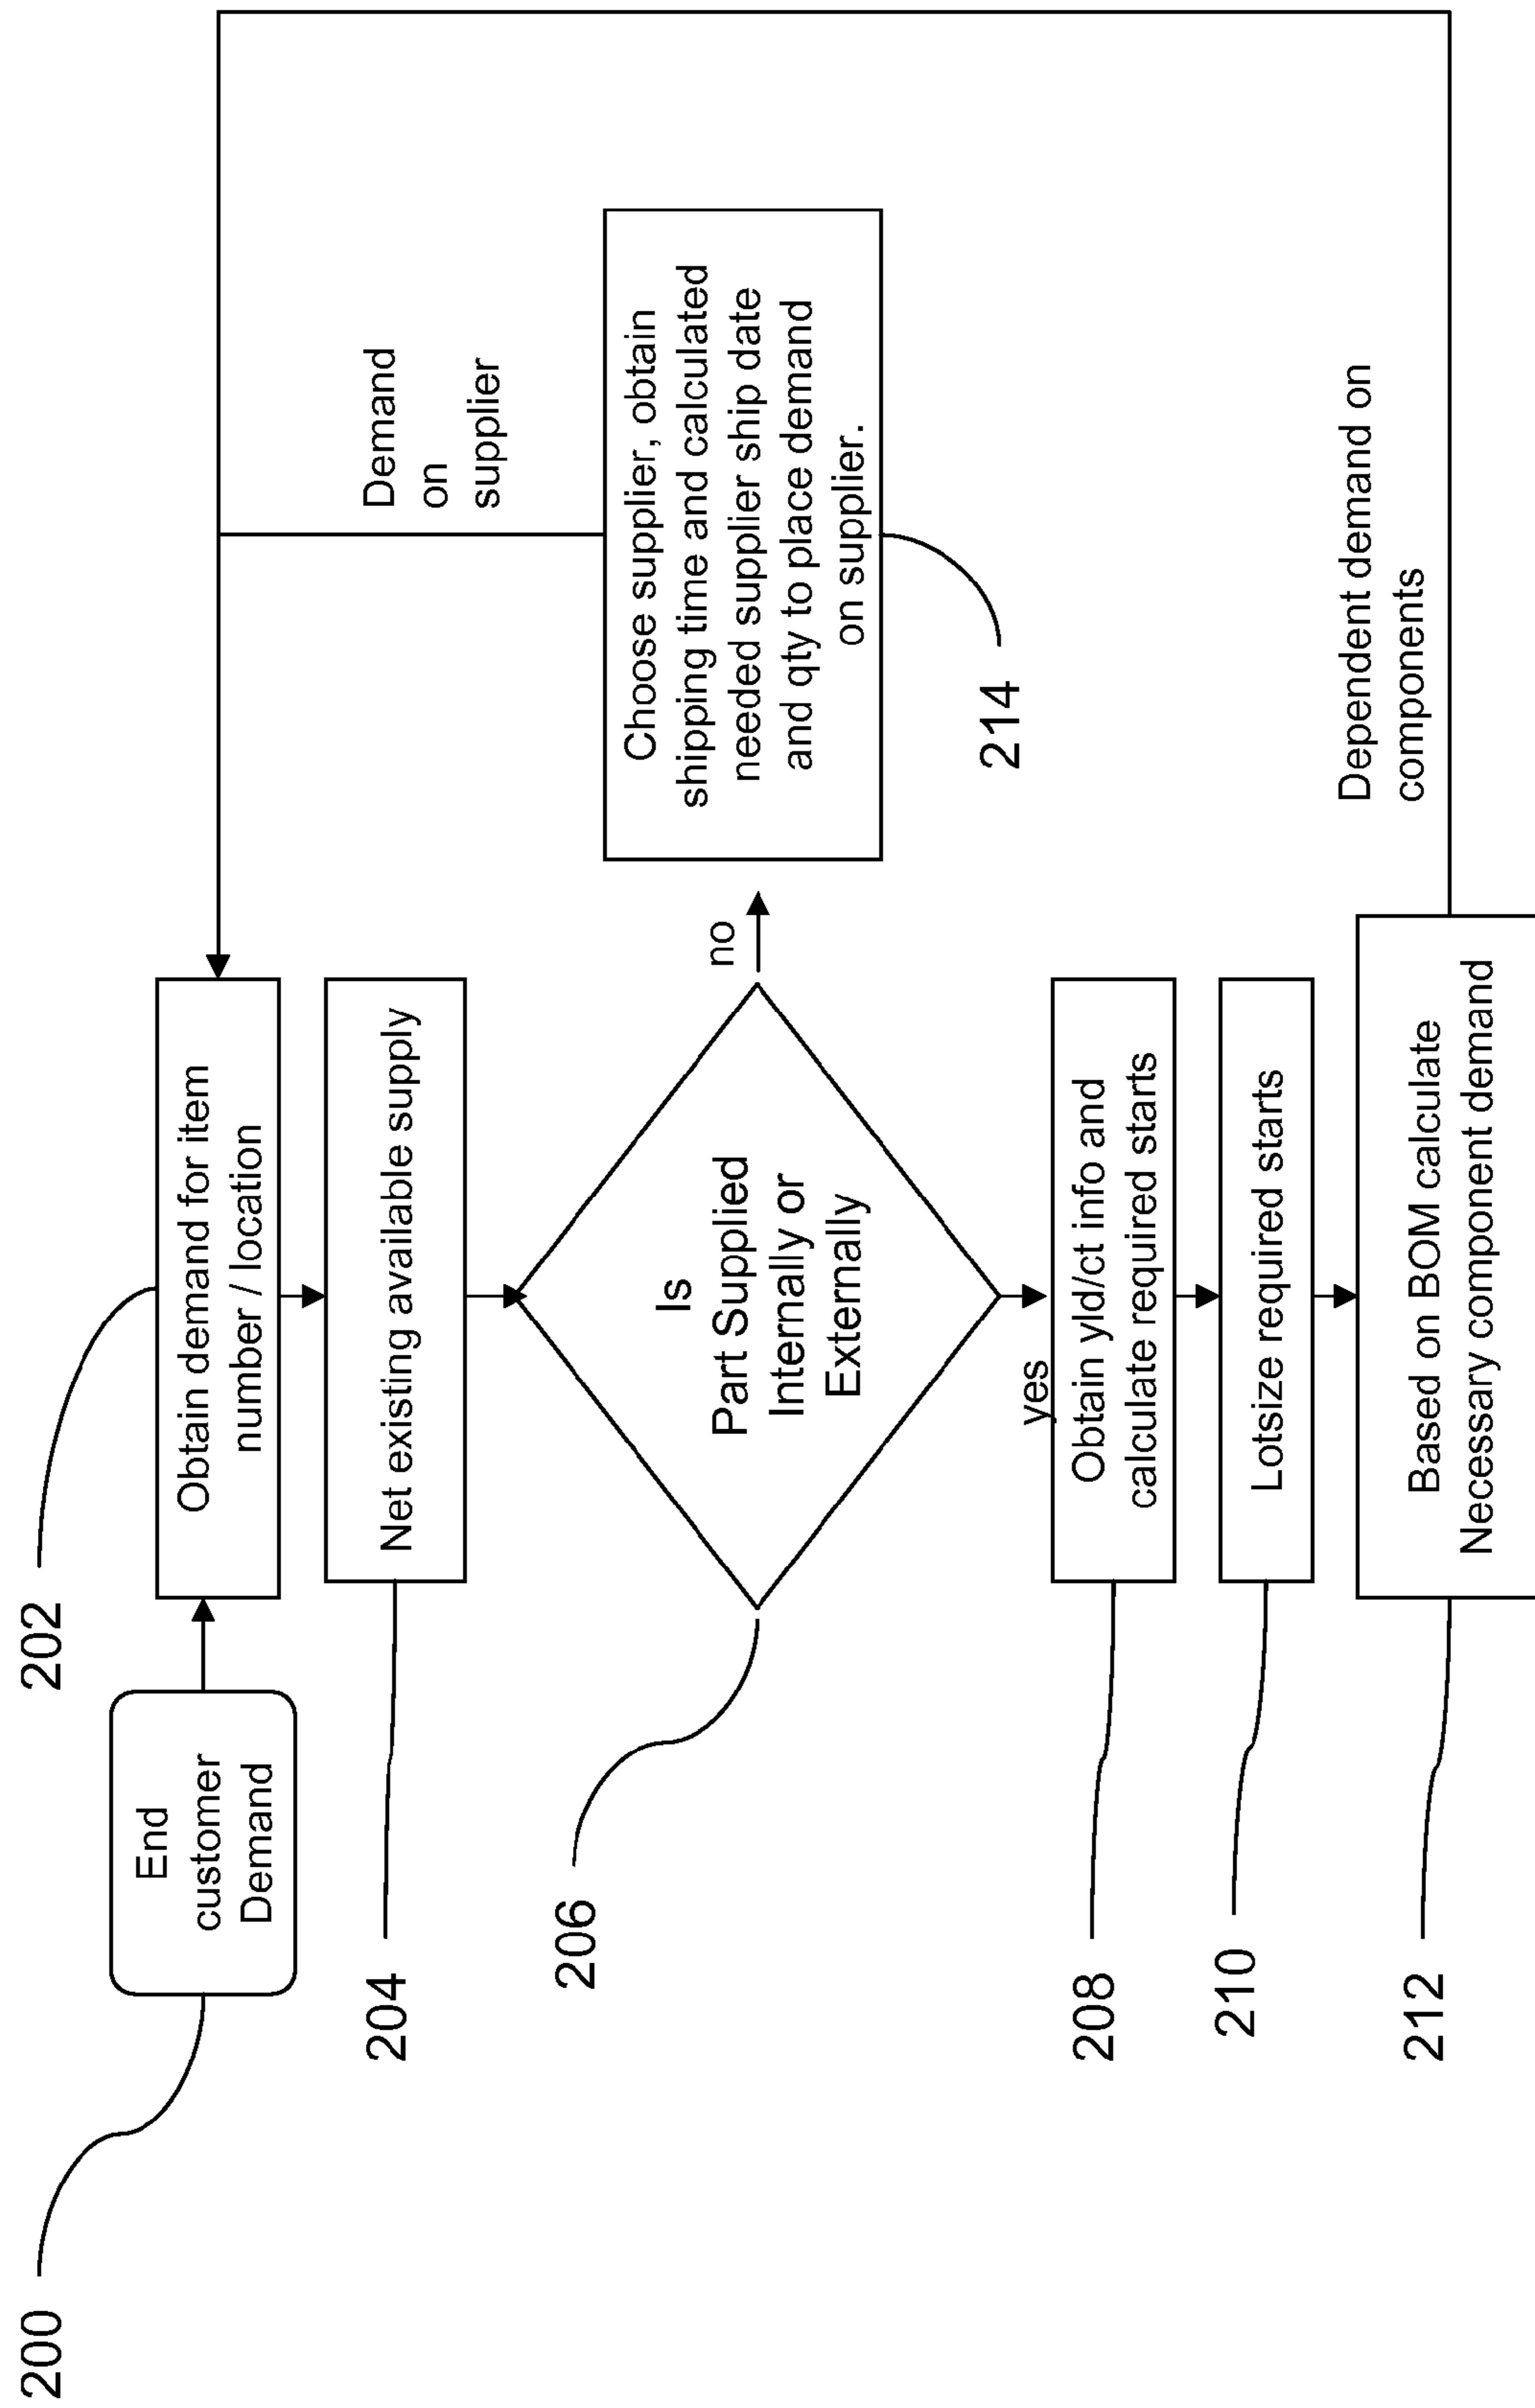 200
End
customer
Demand
202
Obtain demand for item
number / location
204
Net existing available supply
206
Is
Part Supplied
Internally or
Externally
no
yes
Choose supplier, obtain
shipping time and calculated
needed supplier ship date
and qty to place demand
on supplier.
214
Demand
on
supplier
208
Obtain yld/ct info and
calculate required starts
210
Lotsize required starts
212
Based on BOM calculate
Necessary component demand
Dependent demand on
components